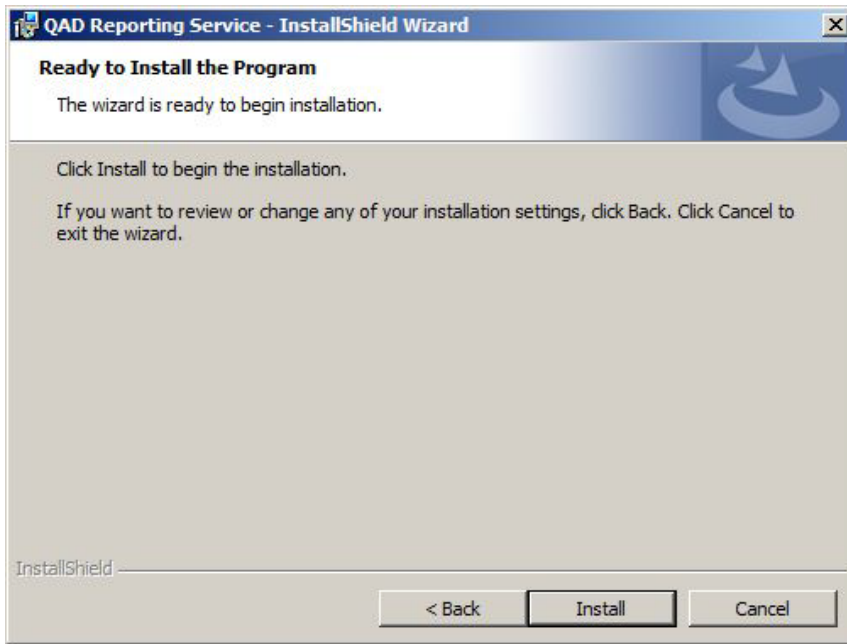 QAD Reporting Service - InstallShield Wizard
Ready to Install the Program
The wizard is ready to begin installation.
Click Install to begin the installation.
If you want to review or change any of your installation settings, click Back. Click Cancel to
exit the wizard.
InstallShield
< Back Install Cancel